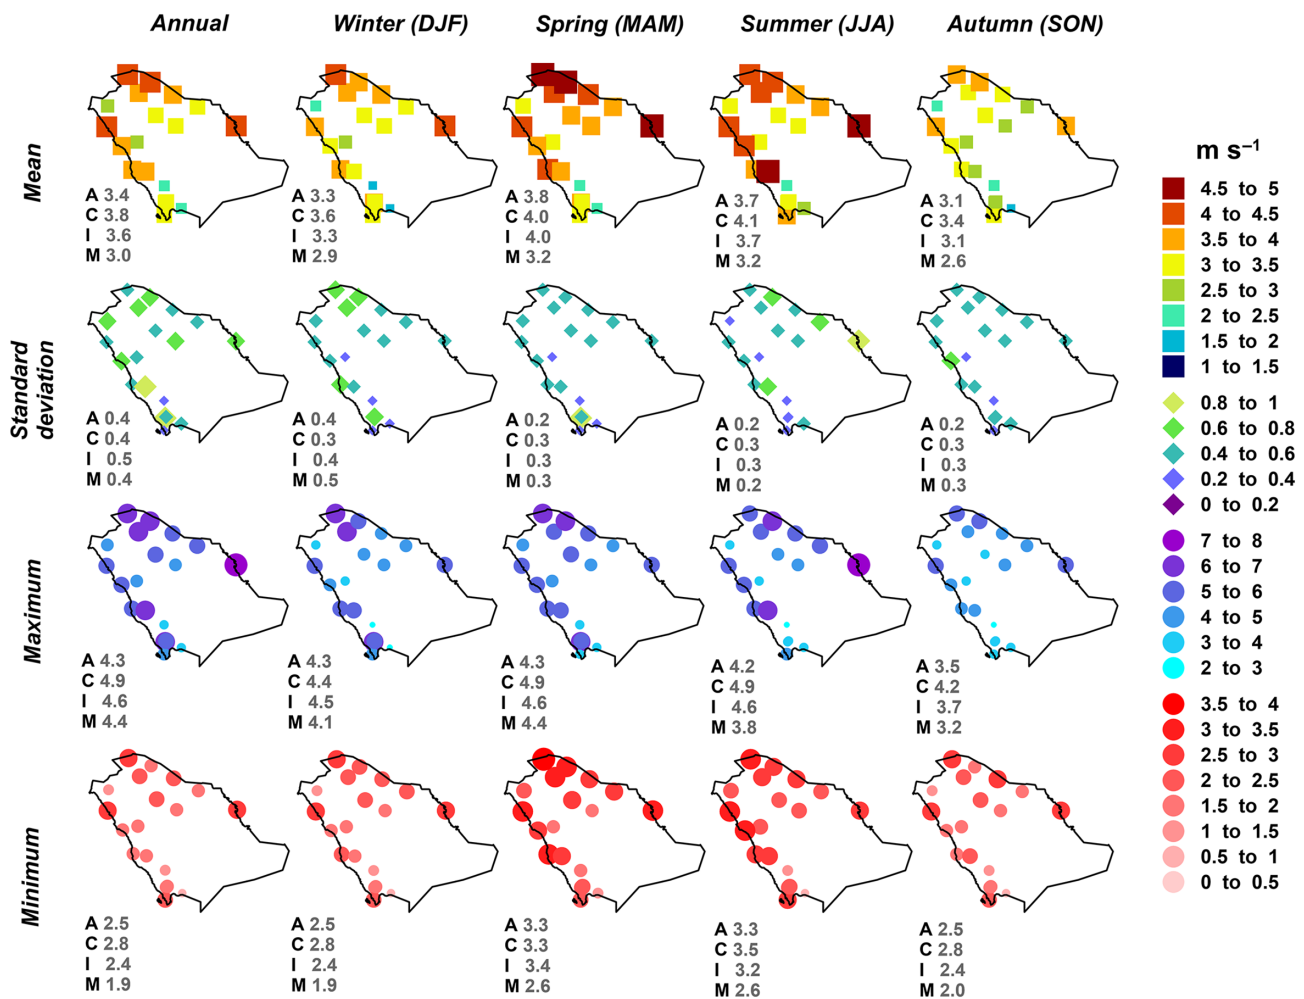 Annual Winter (DJF) Spring (MAM) Summer (JJA) Autumn (SON)
Mean
A 3.4
C 3.8
I 3.6
M 3.0
A 3.3
C 3.6
I 3.3
M 2.9
A 3.8
C 4.0
I 4.0
M 3.2
A 3.7
C 4.1
I 3.7
M 3.2
A 3.1
C 3.4
I 3.1
M 2.6
Standard
deviation
A 0.4
C 0.4
I 0.5
M 0.4
A 0.4
C 0.3
I 0.4
M 0.5
A 0.2
C 0.3
I 0.3
M 0.3
A 0.2
C 0.3
I 0.3
M 0.2
A 0.2
C 0.3
I 0.3
M 0.3
Maximum
A 4.3
C 4.9
I 4.6
M 4.4
A 4.3
C 4.4
I 4.5
M 4.1
A 4.3
C 4.9
I 4.6
M 4.4
A 4.2
C 4.9
I 4.6
M 3.8
A 3.5
C 4.2
I 3.7
M 3.2
Minimum
A 2.5
C 2.8
I 2.4
M 1.9
A 2.5
C 2.8
I 2.4
M 1.9
A 3.3
C 3.3
I 3.4
M 2.6
A 3.3
C 3.5
I 3.2
M 2.6
A 2.5
C 2.8
I 2.4
M 2.0
m s⁻¹
4.5 to 5
4 to 4.5
3.5 to 4
3 to 3.5
2.5 to 3
2 to 2.5
1.5 to 2
1 to 1.5
0.8 to 1
0.6 to 0.8
0.4 to 0.6
0.2 to 0.4
0 to 0.2
7 to 8
6 to 7
5 to 6
4 to 5
3 to 4
2 to 3
3.5 to 4
3 to 3.5
2.5 to 3
2 to 2.5
1.5 to 2
1 to 1.5
0.5 to 1
0 to 0.5